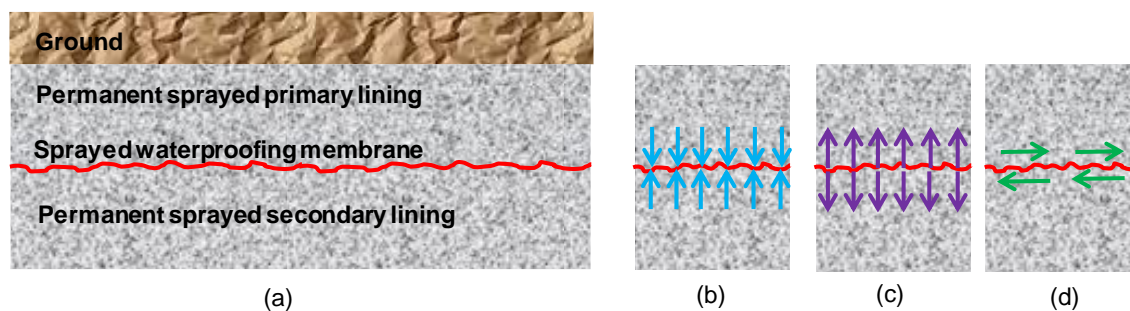 Ground
Permanent sprayed primary lining
Sprayed waterproofing membrane
Permanent sprayed secondary lining
(a)
(b)
(c)
(d)